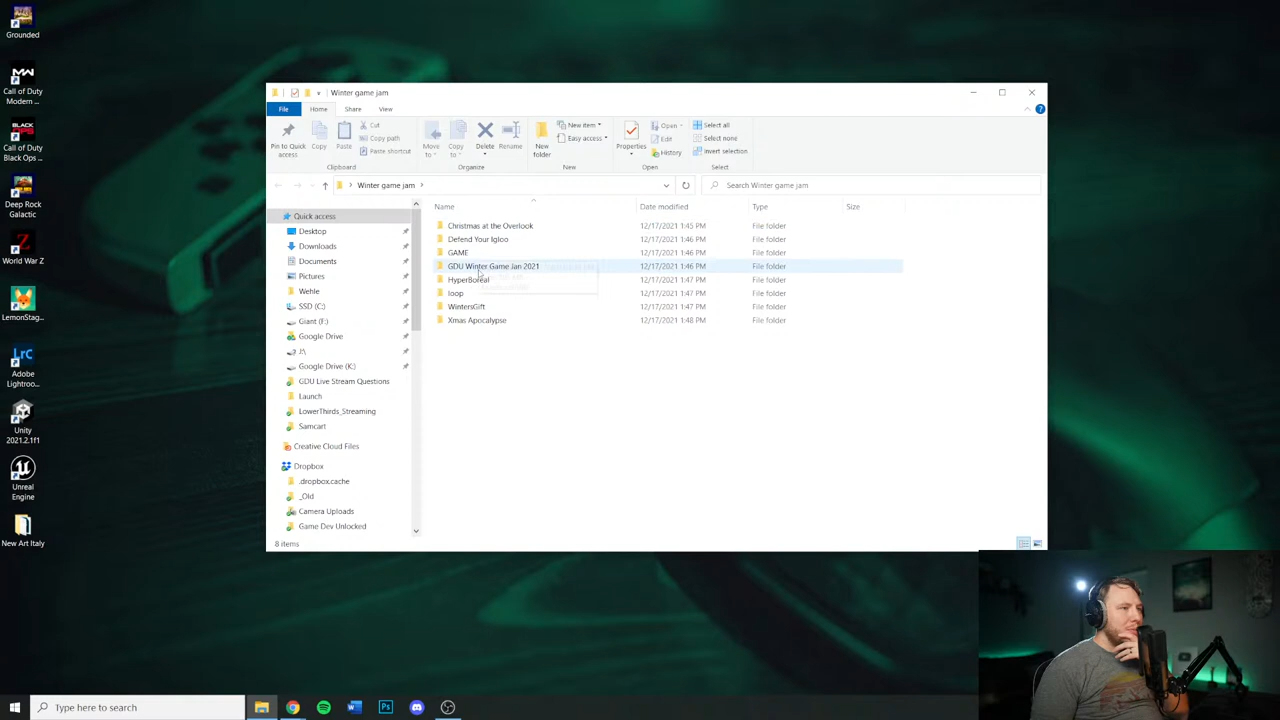 Grounded
Call of Duty
Modern ...
Call of Duty
Black Ops ...
Deep Rock
Galactic
World War Z
LemonStag...
Adobe
Lightroo...
Unity
2021.2.1f1
Unreal
Engine
New Art Italy
Winter game jam
File
Home
Share
View
Pin to Quick
access
Copy
Paste
Cut
Copy path
Paste shortcut
Clipboard
Move
to
Copy
to
Delete
Rename
Organize
New
folder
New item
Easy access
New
Properties
Open
Edit
History
Open
Select all
Select none
Invert selection
Select
Winter game jam
Search Winter game jam
Quick access
Desktop
Downloads
Documents
Pictures
Wehle
SSD (C:)
Giant (F:)
Google Drive
J:\
Google Drive (K:)
GDU Live Stream Questions
Launch
LowerThirds_Streaming
Samcart
Creative Cloud Files
Dropbox
.dropbox.cache
_Old
Camera Uploads
Game Dev Unlocked
Name Date modified Type Size
Christmas at the Overlook 12/17/2021 1:45 PM File folder
Defend Your Igloo 12/17/2021 1:46 PM File folder
GAME 12/17/2021 1:46 PM File folder
GDU Winter Game Jan 2021 12/17/2021 1:46 PM File folder
HyperBoreal 12/17/2021 1:47 PM File folder
loop 12/17/2021 1:47 PM File folder
WintersGift 12/17/2021 1:47 PM File folder
Xmas Apocalypse 12/17/2021 1:48 PM File folder
8 items
Type here to search